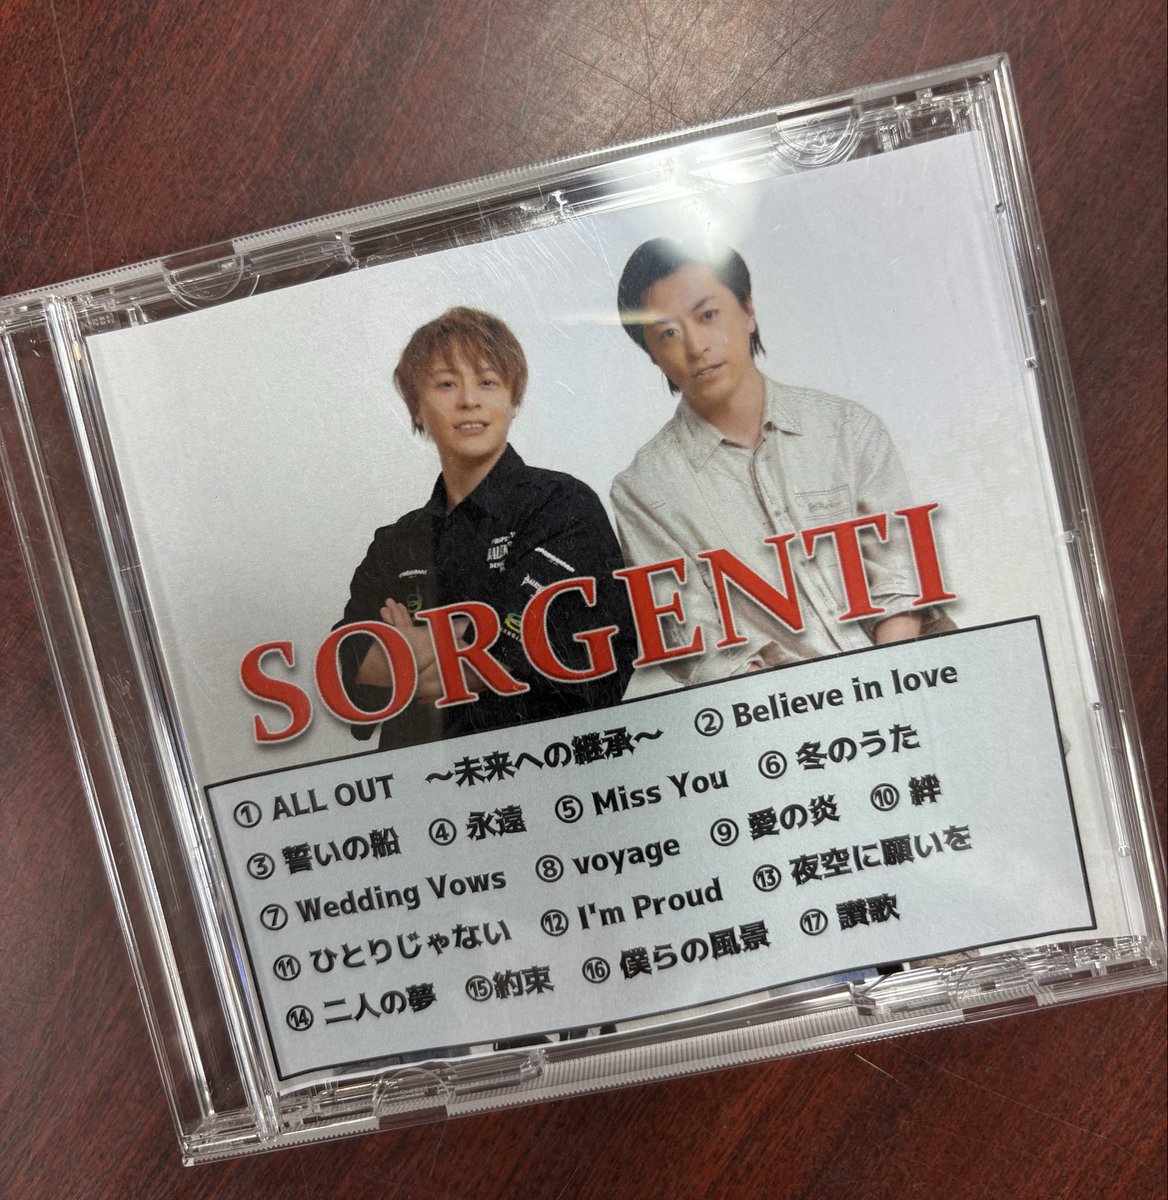 SORGENTI
① ALL OUT ～未来への継承～ ② Believe in love
③ 誓いの船 ④ 永遠 ⑤ Miss You ⑥ 冬のうた
⑦ Wedding Vows ⑧ voyage ⑨ 愛の炎 ⑩ 絆
⑪ ひとりじゃない ⑫ I'm Proud ⑬ 夜空に願いを
⑭ 二人の夢 ⑮約束 ⑯ 僕らの風景 ⑰ 讃歌